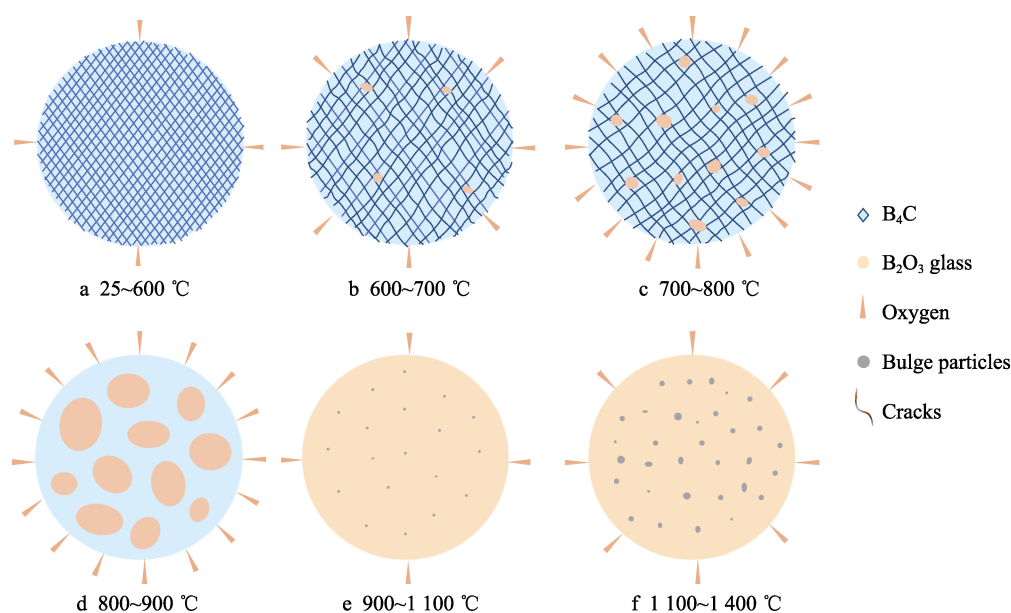 a 25~600 ℃
b 600~700 ℃
c 700~800 ℃
B₄C
B₂O₃ glass
Oxygen
Bulge particles
Cracks
d 800~900 ℃
e 900~1 100 ℃
f 1 100~1 400 ℃